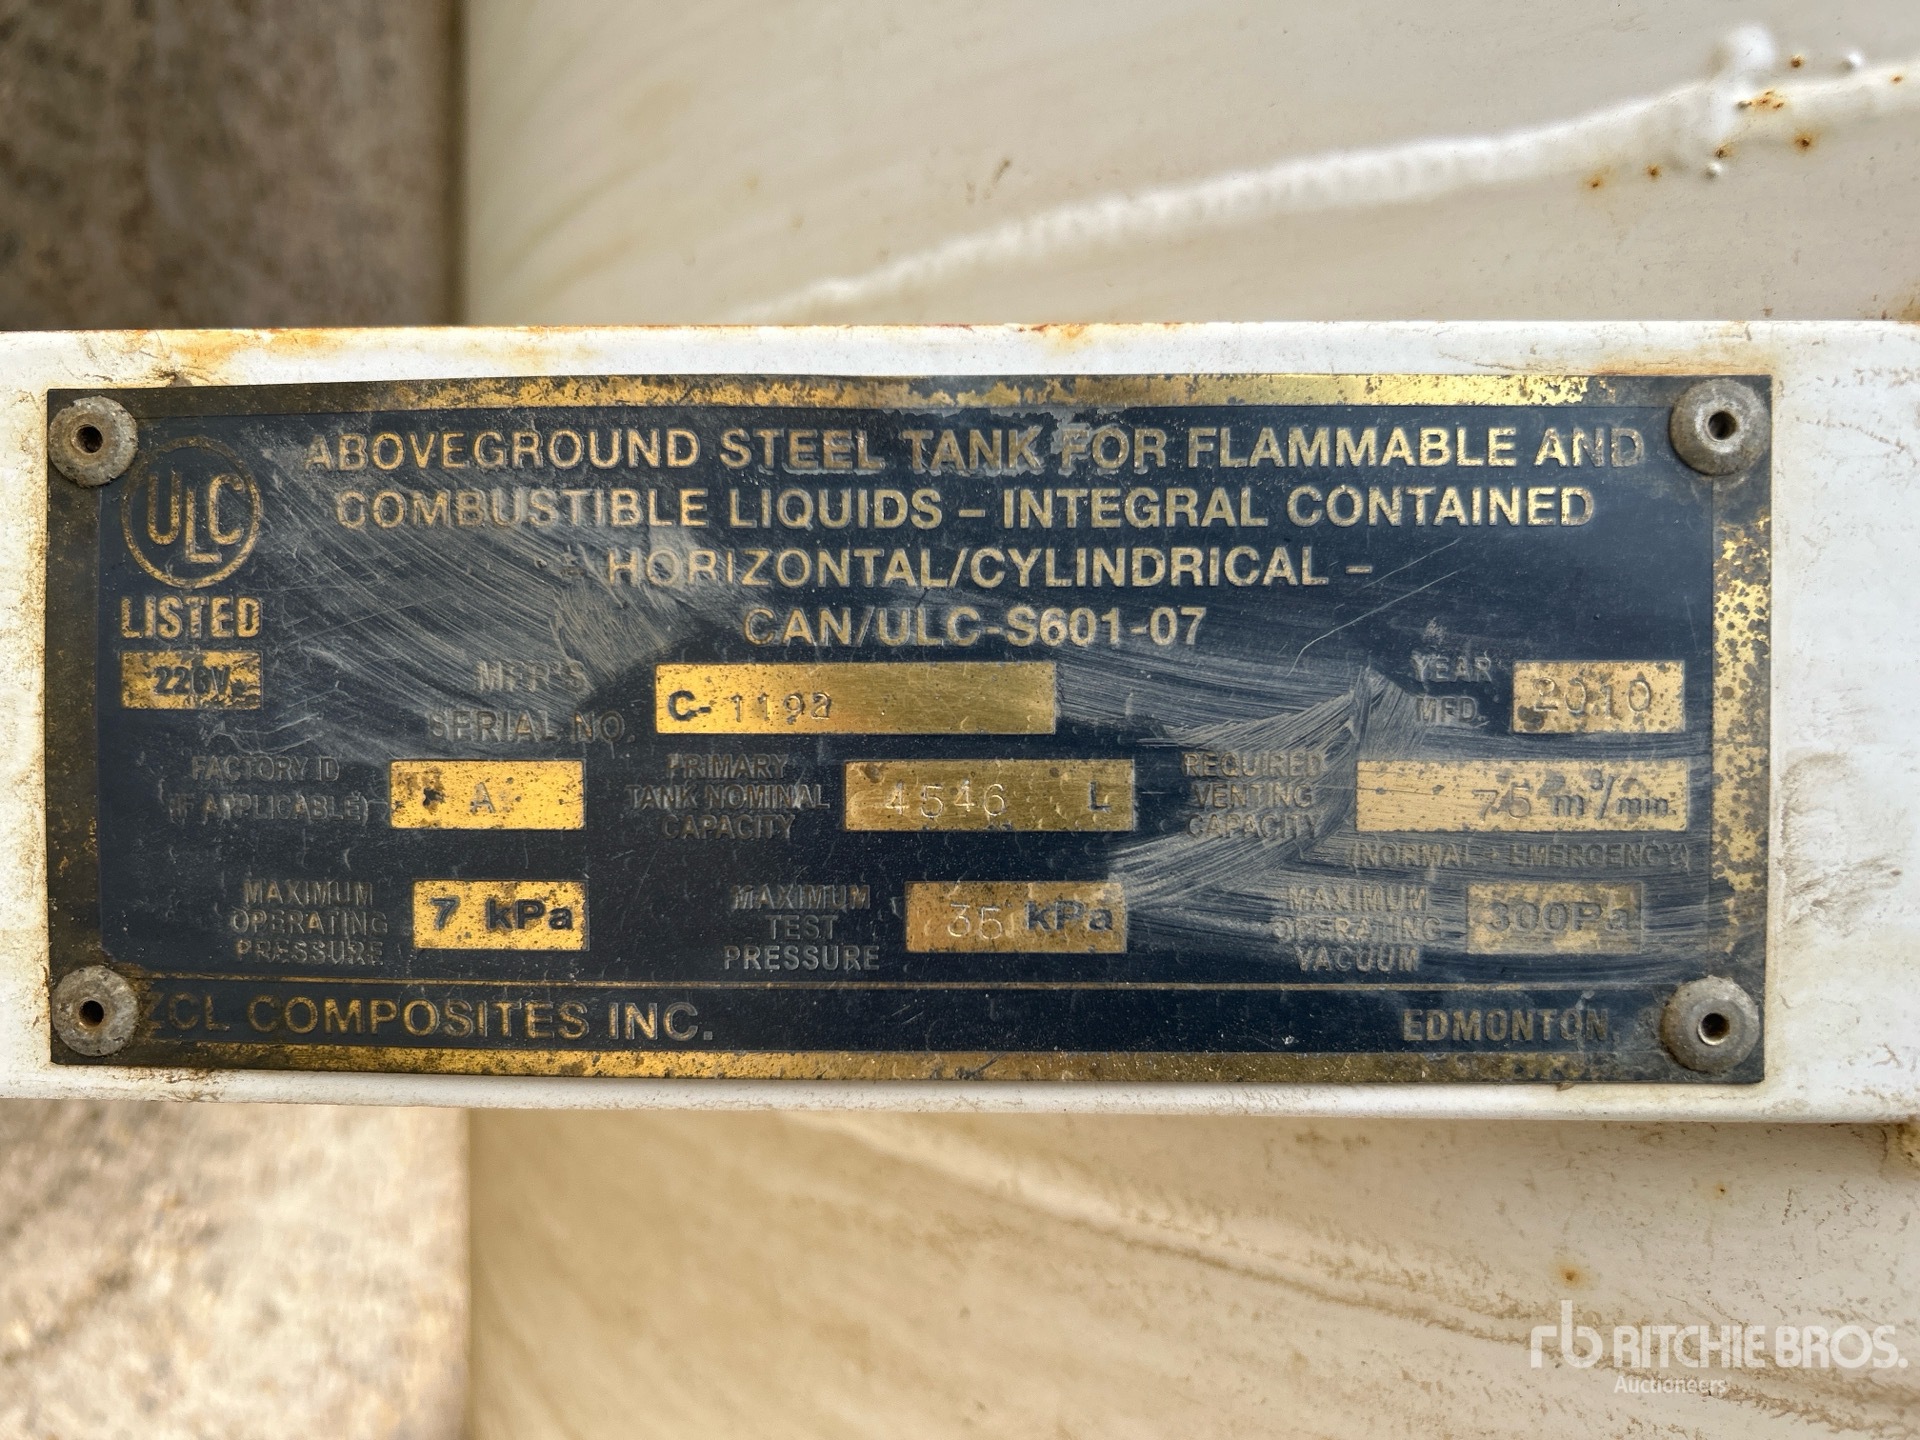 ABOVEGROUND STEEL TANK FOR FLAMMABLE AND
COMBUSTIBLE LIQUIDS – INTEGRAL CONTAINED
– HORIZONTAL/CYLINDRICAL –
CAN/ULC-S601-07
ULC
LISTED
MFR'S
SERIAL NO.
YEAR
MFD.
2010
FACTORY ID
(IF APPLICABLE)
A
PRIMARY
TANK NOMINAL
CAPACITY
4546 L
REQUIRED
VENTING
CAPACITY
75 m³/min.
(NORMAL - EMERGENCY)
MAXIMUM
OPERATING
PRESSURE
7 kPa
MAXIMUM
TEST
PRESSURE
35 kPa
MAXIMUM
OPERATING
VACUUM
300Pa
ZCL COMPOSITES INC.
EDMONTON,
rb RITCHIE BROS.
Auctioneers